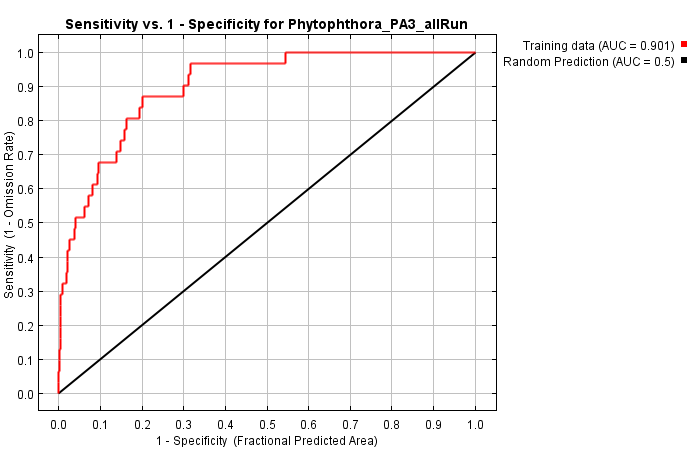 Sensitivity vs. 1 - Specificity for Phytophthora_PA3_allRun
Training data (AUC = 0.901)
Random Prediction (AUC = 0.5)
Sensitivity (1 - Omission Rate)
1.0
0.9
0.8
0.7
0.6
0.5
0.4
0.3
0.2
0.1
0.0
0.0 0.1 0.2 0.3 0.4 0.5 0.6 0.7 0.8 0.9 1.0
1 - Specificity (Fractional Predicted Area)